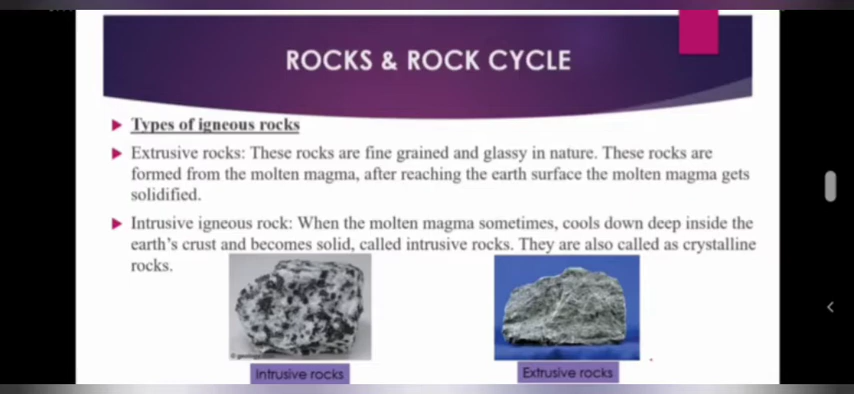 ROCKS & ROCK CYCLE
Types of igneous rocks
Extrusive rocks: These rocks are fine grained and glassy in nature. These rocks are
formed from the molten magma, after reaching the earth surface the molten magma gets
solidified.
Intrusive igneous rock: When the molten magma sometimes, cools down deep inside the
earth's crust and becomes solid, called intrusive rocks. They are also called as crystalline
rocks.
Intrusive rocks
Extrusive rocks